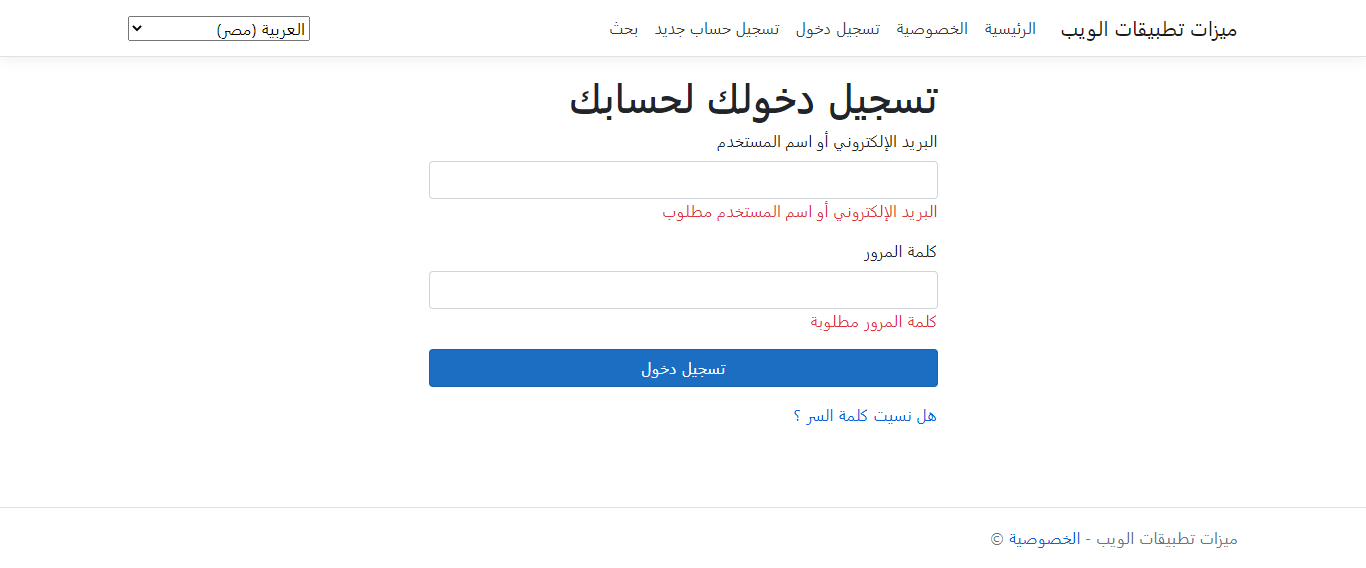 ميزات تطبيقات الويب الرئيسية الخصوصية تسجيل دخول تسجيل حساب جديد بحث العربية (مصر)
تسجيل دخولك لحسابك
البريد الإلكتروني أو اسم المستخدم
البريد الإلكتروني أو اسم المستخدم مطلوب
كلمة المرور
كلمة المرور مطلوبة
تسجيل دخول
هل نسيت كلمة السر ؟
ميزات تطبيقات الويب - الخصوصية ©